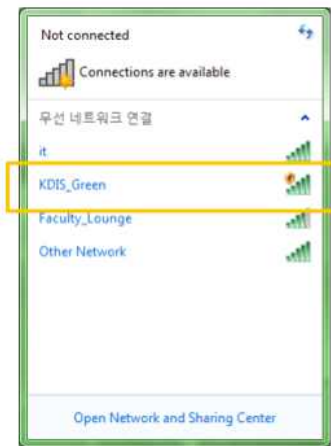 Not connected
Connections are available
무선 네트워크 연결
it
KDIS_Green
Faculty_Lounge
Other Network
Open Network and Sharing Center